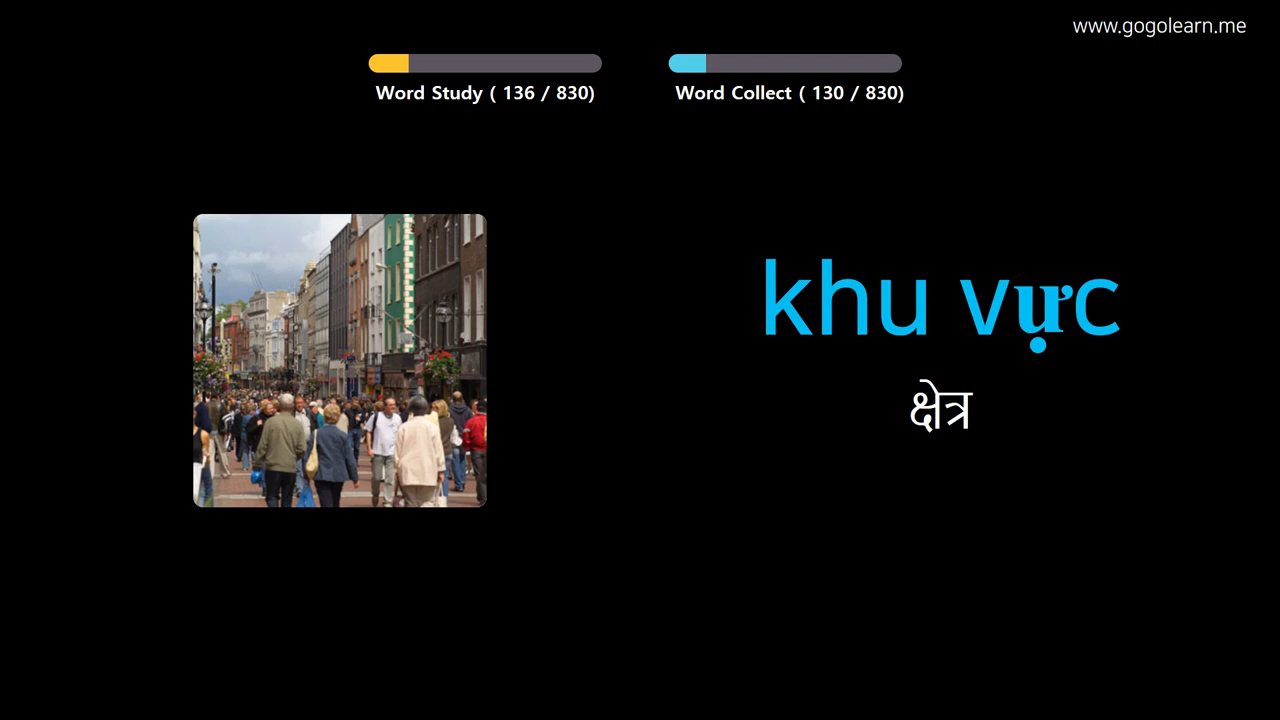 www.gogolearn.me
Word Study ( 136 / 830)
Word Collect ( 130 / 830)
khu vực
क्षेत्र